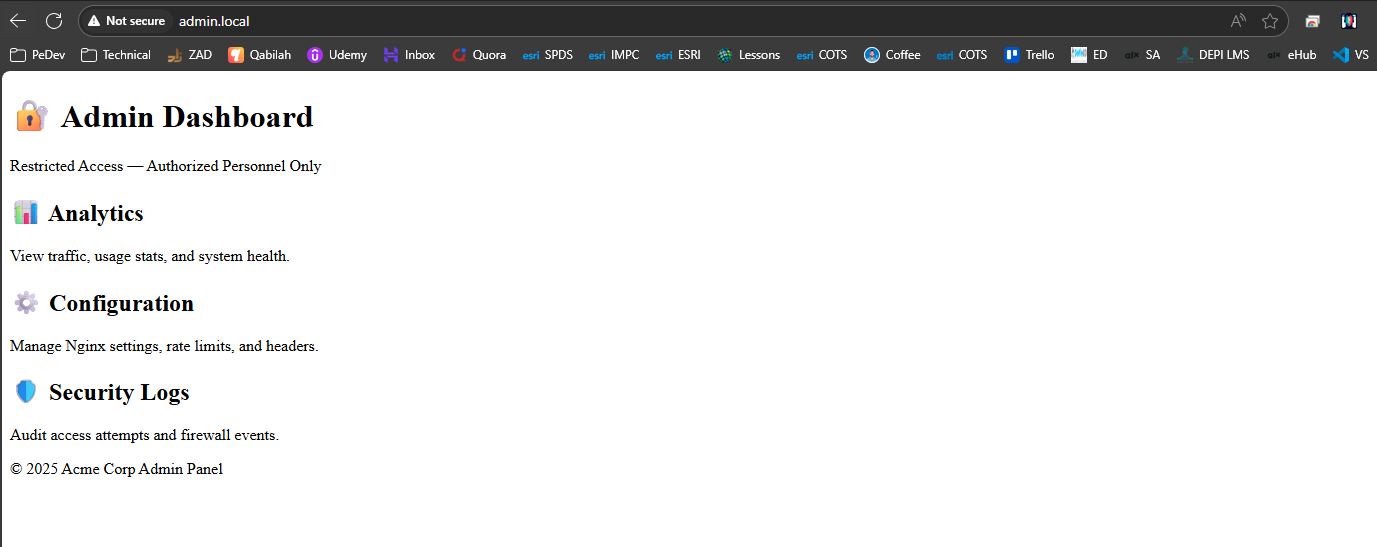 Not secure admin.local
PeDev Technical ZAD Qabilah Udemy Inbox Quora esri SPDS esri IMPC esri ESRI Lessons esri COTS Coffee esri COTS Trello ED alx SA DEPI LMS alx eHub VS
Admin Dashboard
Restricted Access — Authorized Personnel Only
Analytics
View traffic, usage stats, and system health.
Configuration
Manage Nginx settings, rate limits, and headers.
Security Logs
Audit access attempts and firewall events.
© 2025 Acme Corp Admin Panel